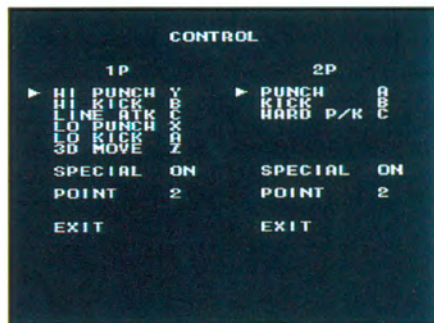 CONTROL
1P
► HI PUNCH Y
HI KICK B
LINE ATK C
LO PUNCH X
LO KICK A
3D MOVE Z
SPECIAL ON
POINT 2
EXIT
2P
► PUNCH A
KICK B
HARD P/K C
SPECIAL ON
POINT 2
EXIT